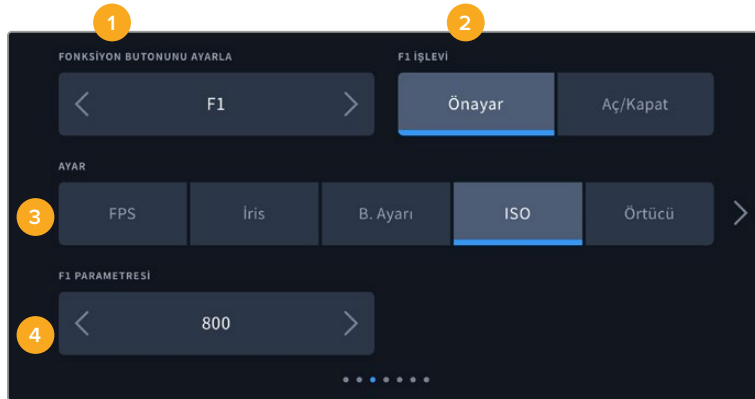 1
2
FONKSİYON BUTONUNU AYARLA
F1 İŞLEVİ
F1
Önayar
Aç/Kapat
AYAR
3
FPS
İris
B. Ayarı
ISO
Örtücü
F1 PARAMETRESİ
4
800